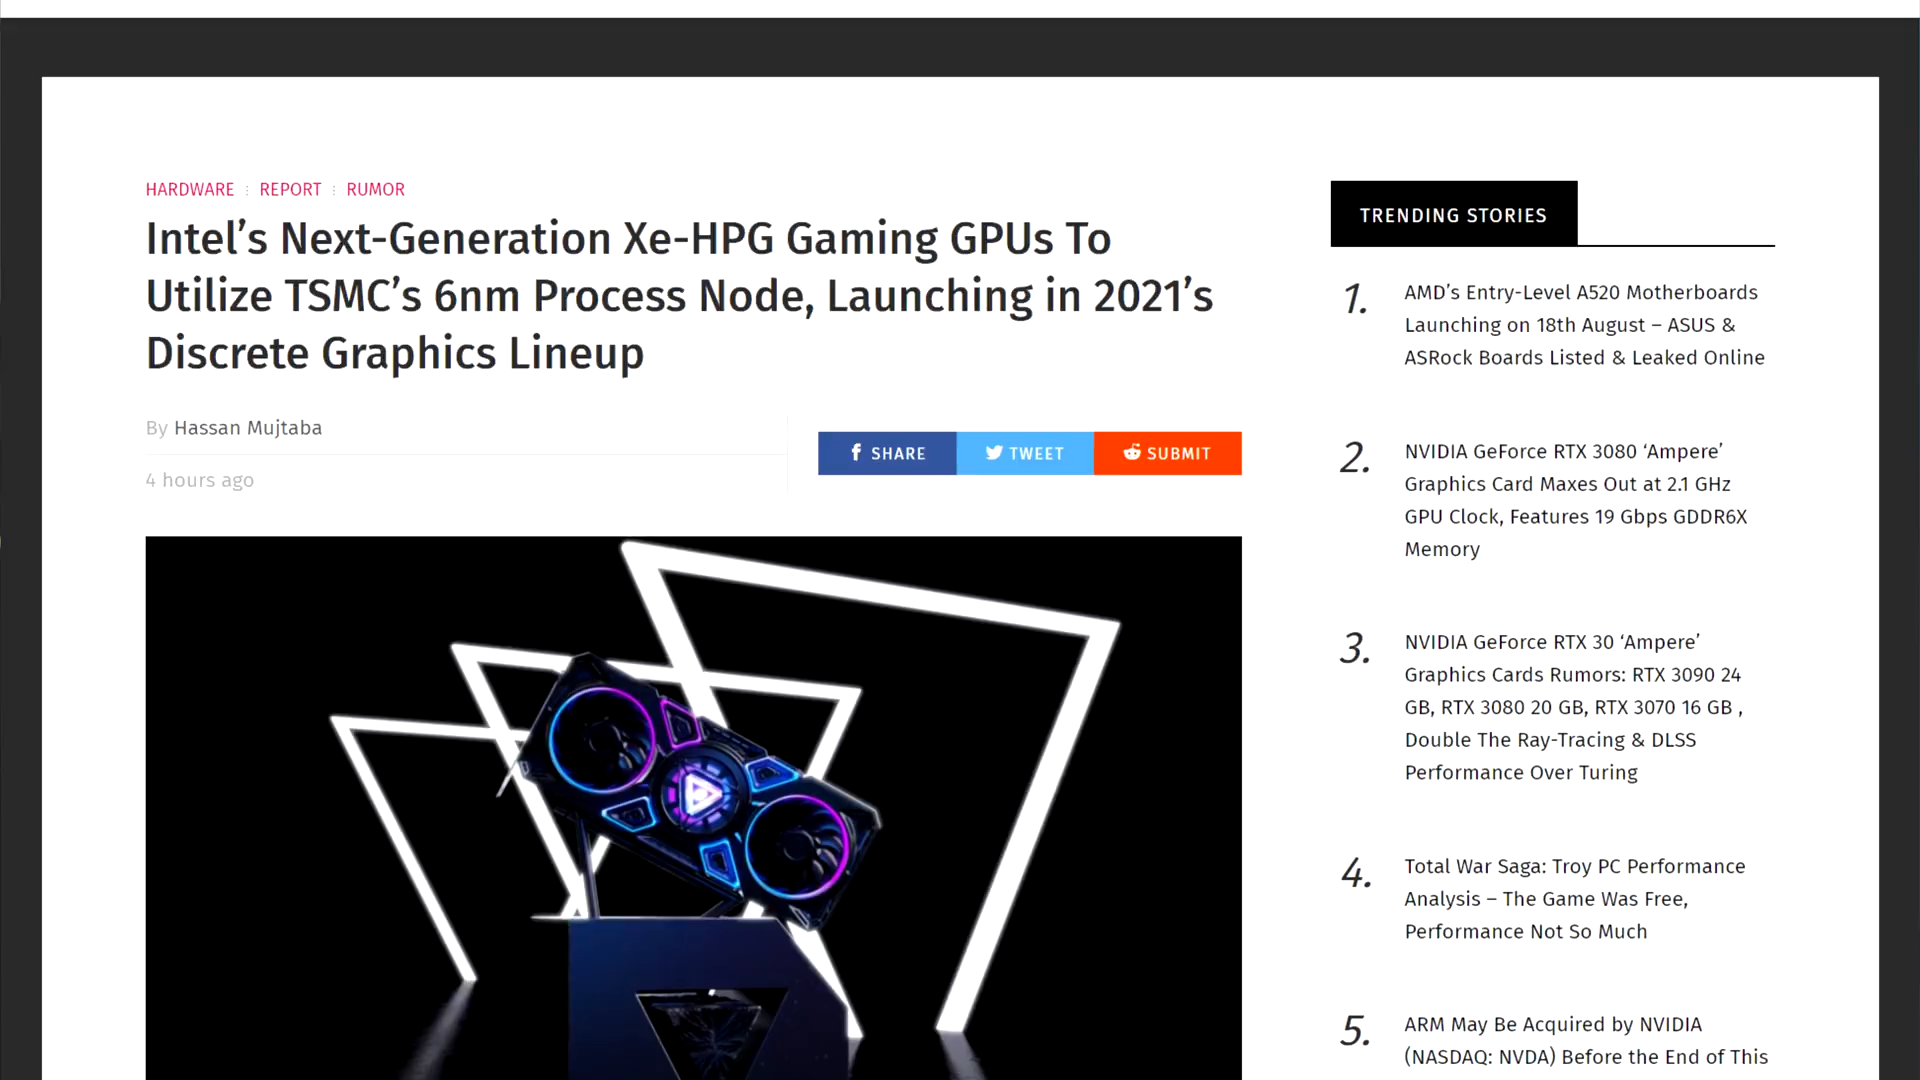 HARDWARE REPORT RUMOR
Intel’s Next-Generation Xe-HPG Gaming GPUs To
Utilize TSMC’s 6nm Process Node, Launching in 2021’s
Discrete Graphics Lineup
By Hassan Mujtaba
4 hours ago
SHARE TWEET SUBMIT
TRENDING STORIES
1. AMD’s Entry-Level A520 Motherboards
Launching on 18th August – ASUS &
ASRock Boards Listed & Leaked Online
2. NVIDIA GeForce RTX 3080 ‘Ampere’
Graphics Card Maxes Out at 2.1 GHz
GPU Clock, Features 19 Gbps GDDR6X
Memory
3. NVIDIA GeForce RTX 30 ‘Ampere’
Graphics Cards Rumors: RTX 3090 24
GB, RTX 3080 20 GB, RTX 3070 16 GB ,
Double The Ray-Tracing & DLSS
Performance Over Turing
4. Total War Saga: Troy PC Performance
Analysis – The Game Was Free,
Performance Not So Much
5. ARM May Be Acquired by NVIDIA
(NASDAQ: NVDA) Before the End of This